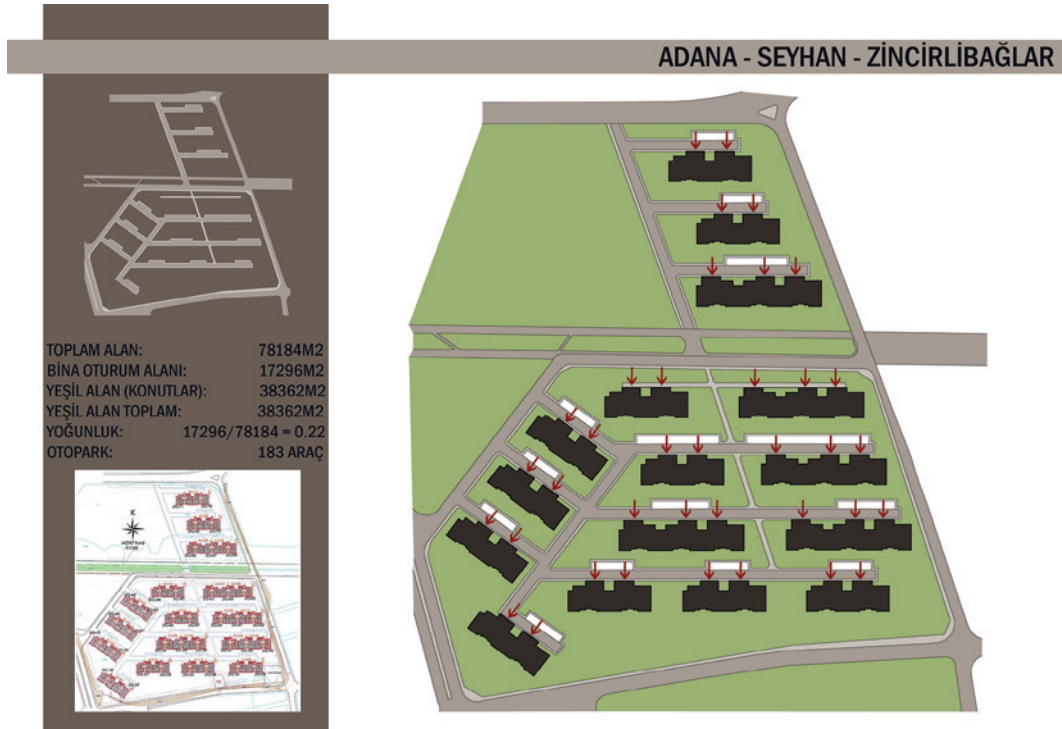 ADANA - SEYHAN - ZİNCİRLİBAĞLAR
TOPLAM ALAN: 78184M2
BİNA OTURUM ALANI: 17296M2
YEŞİL ALAN (KONUTLAR): 38362M2
YEŞİL ALAN TOPLAM: 38362M2
YOĞUNLUK: 17296/78184 = 0.22
OTOPARK: 183 ARAÇ
K